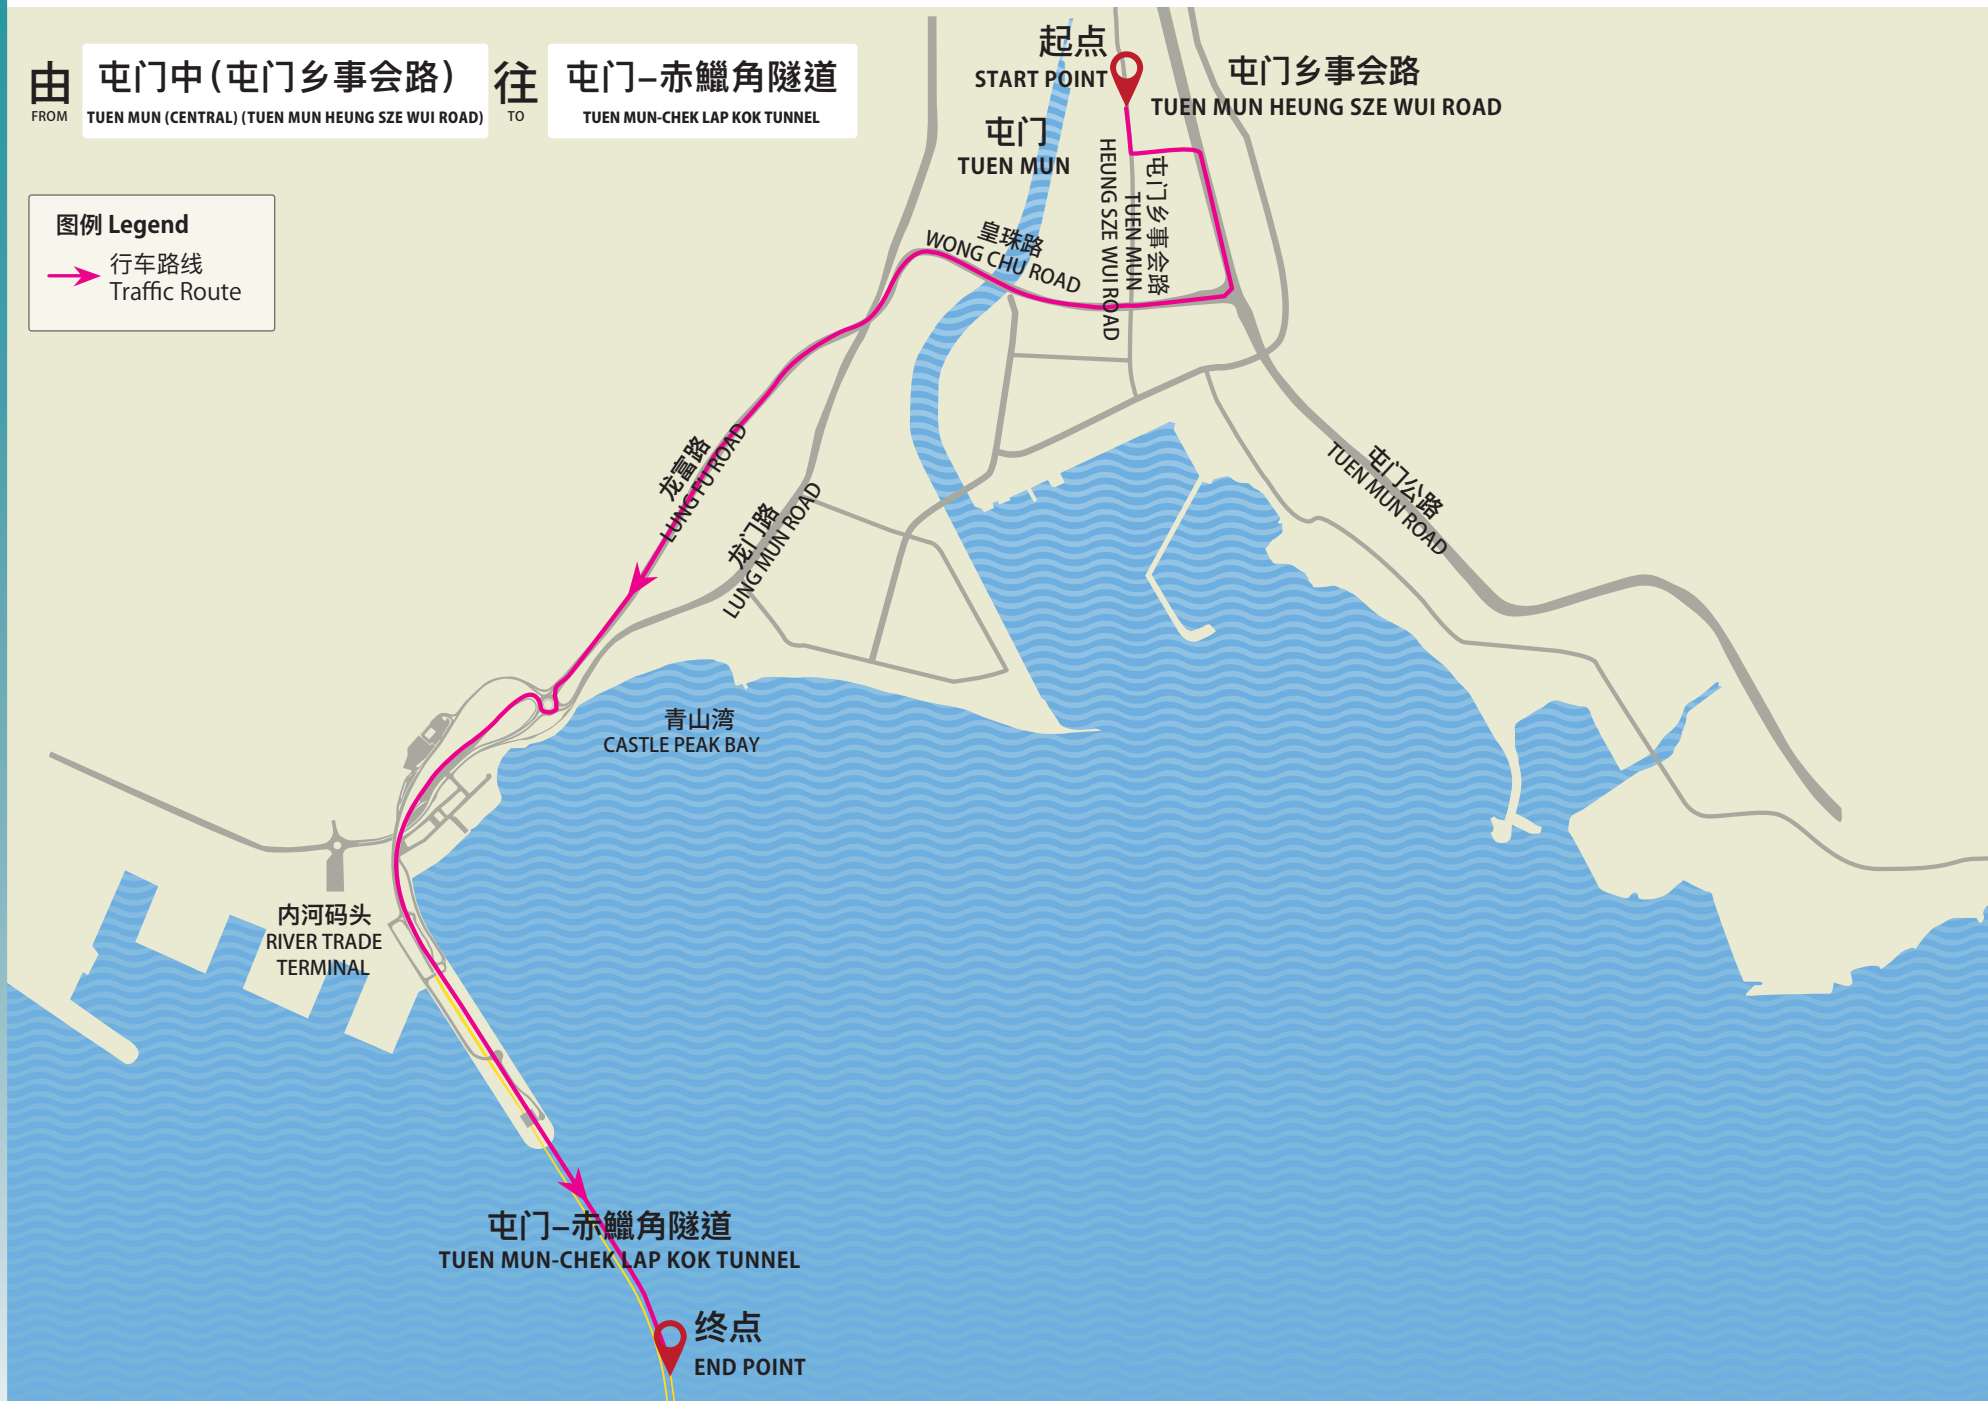 由
FROM
屯门中(屯门乡事会路)
TUEN MUN (CENTRAL) (TUEN MUN HEUNG SZE WUI ROAD)
往
TO
屯门–赤鱲角隧道
TUEN MUN-CHEK LAP KOK TUNNEL
图例 Legend
行车路线
Traffic Route
起点
START POINT
屯门乡事会路
TUEN MUN HEUNG SZE WUI ROAD
屯门
TUEN MUN
屯门乡事会路
TUEN MUN
HEUNG SZE WUI ROAD
皇珠路
WONG CHU ROAD
龙富路
LUNG FU ROAD
龙门路
LUNG MUN ROAD
屯门公路
TUEN MUN ROAD
青山湾
CASTLE PEAK BAY
内河码头
RIVER TRADE
TERMINAL
屯门–赤鱲角隧道
TUEN MUN-CHEK LAP KOK TUNNEL
终点
END POINT